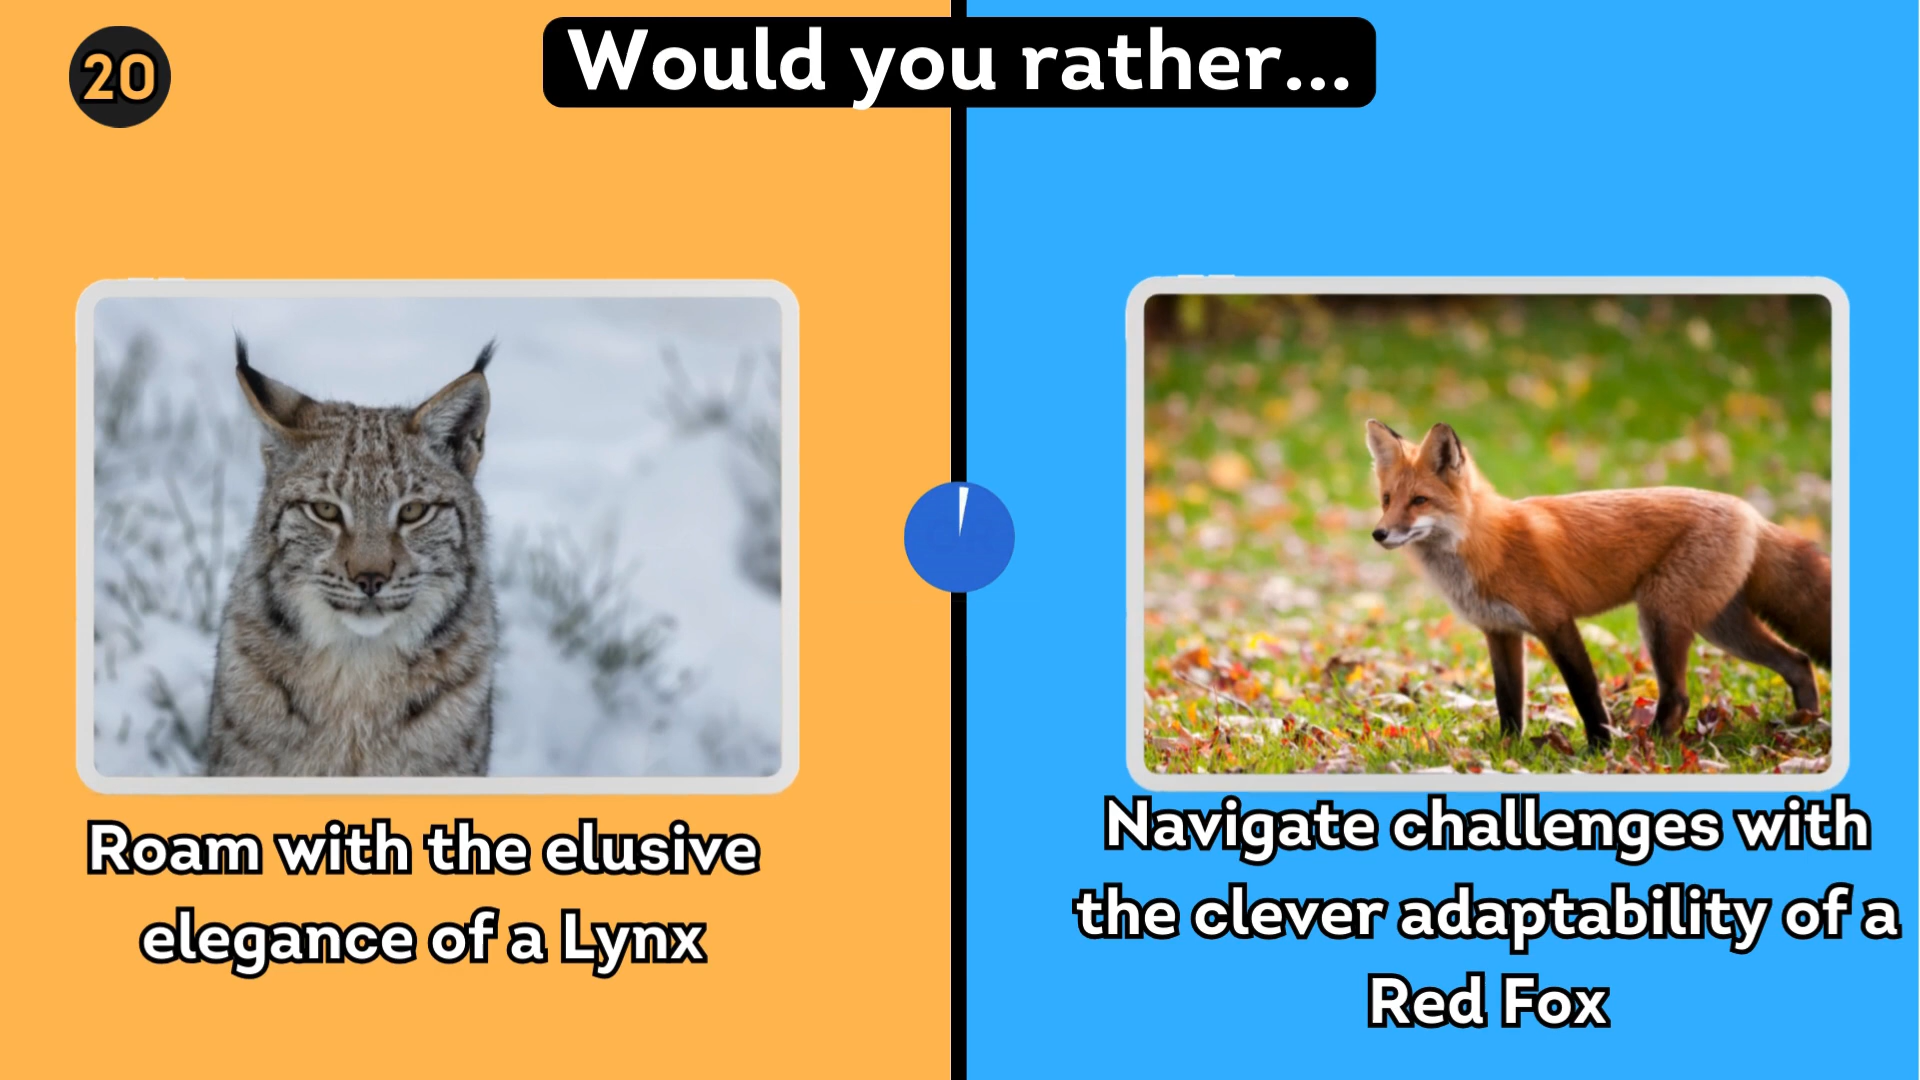 20
Would you rather...
Roam with the elusive
elegance of a Lynx
Navigate challenges with
the clever adaptability of a
Red Fox